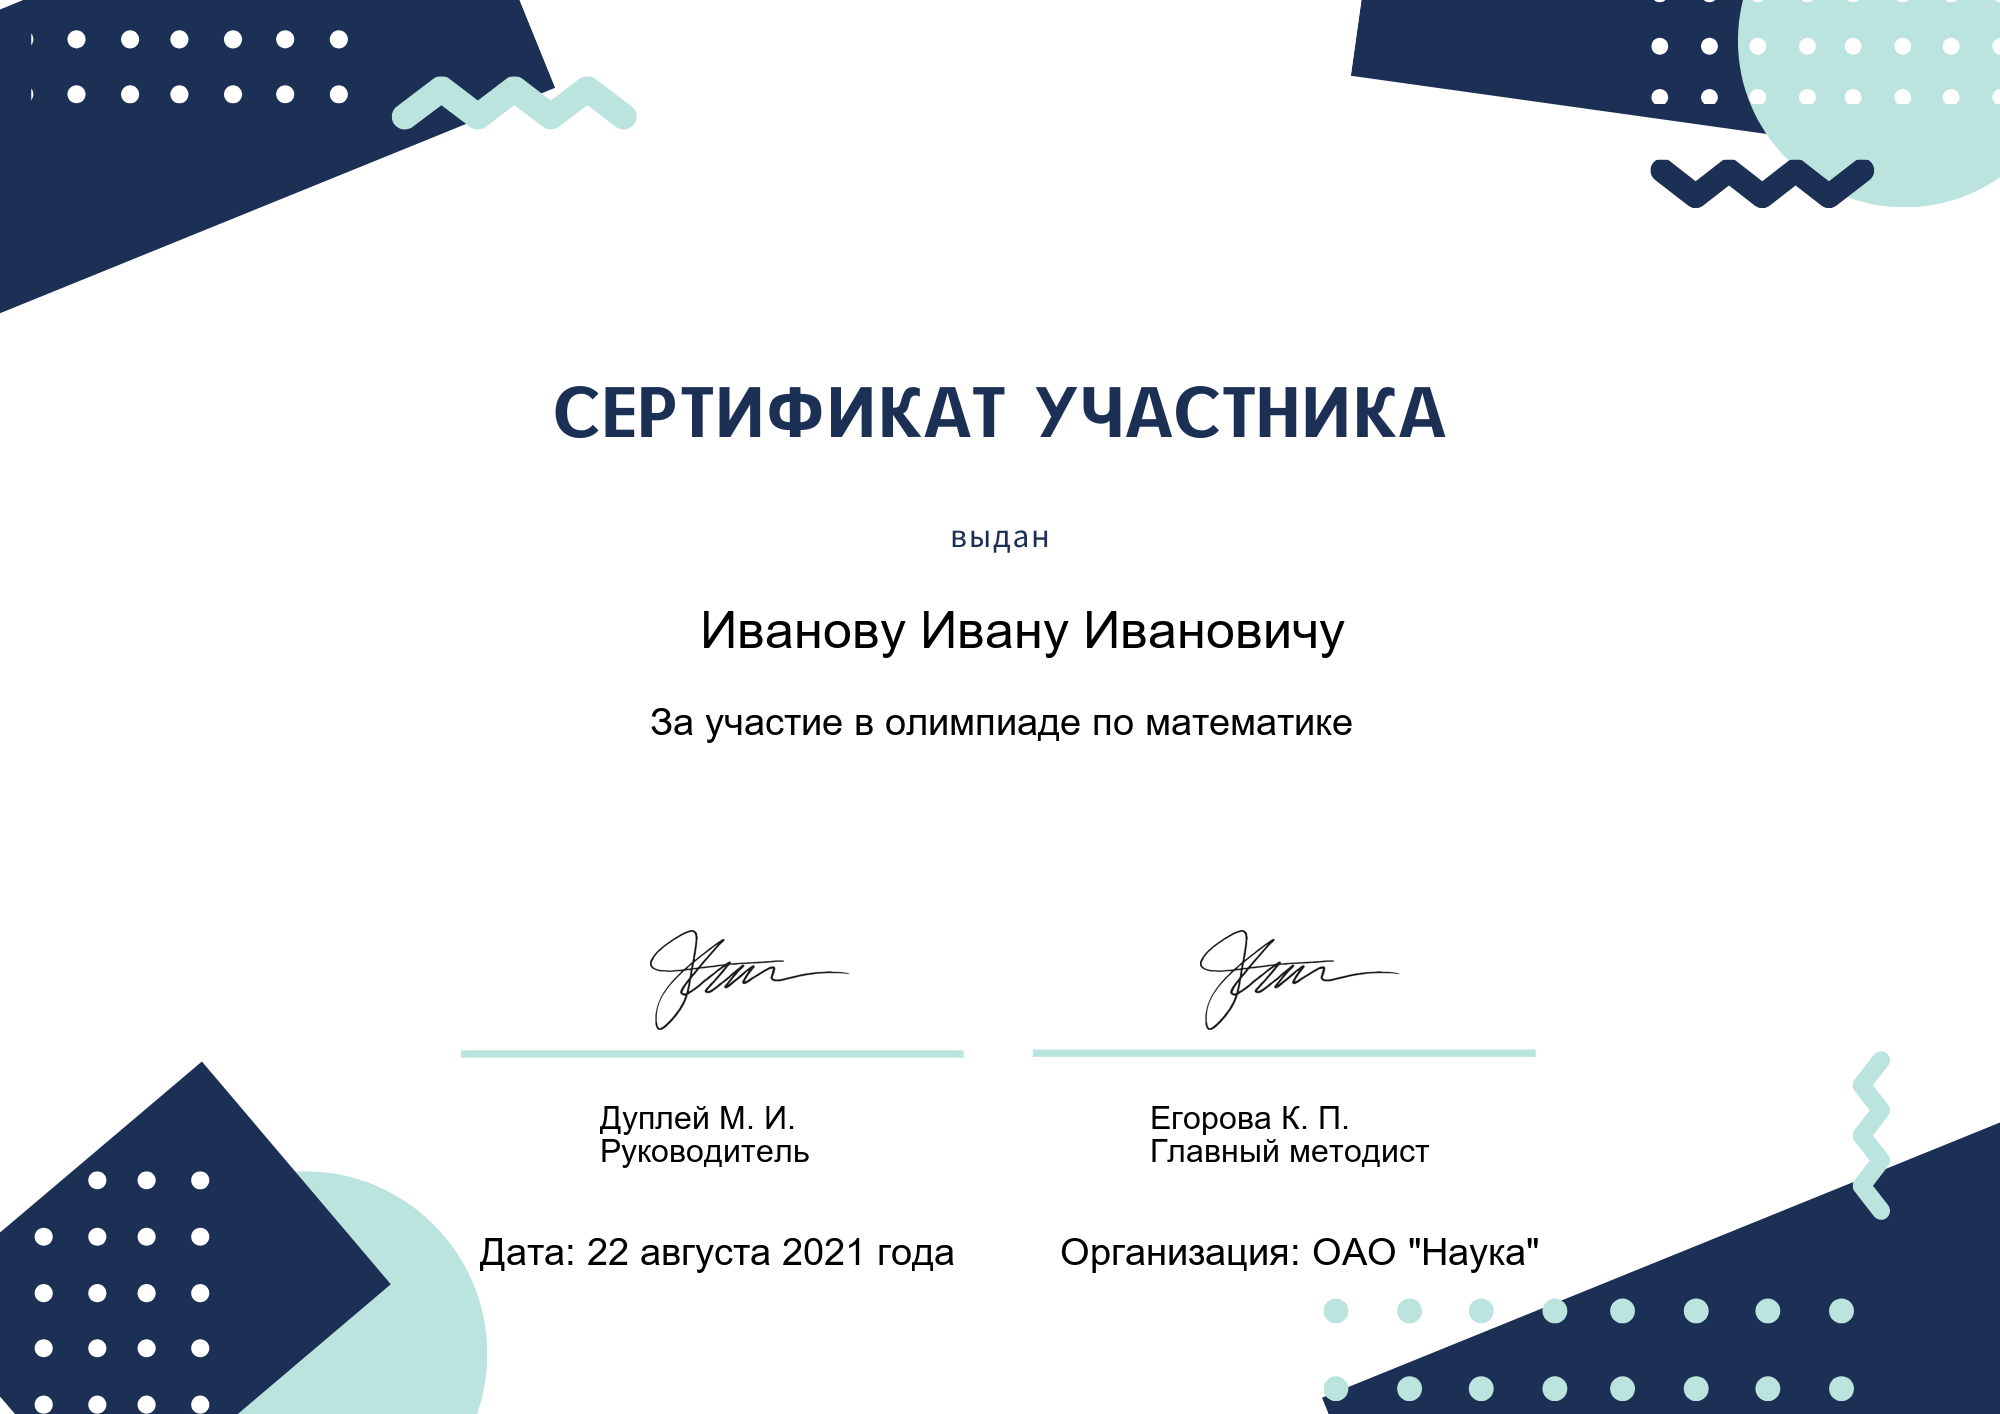 СЕРТИФИКАТ УЧАСТНИКА
выдан
Иванову Ивану Ивановичу
За участие в олимпиаде по математике
Дуплей М. И.
Руководитель
Егорова К. П.
Главный методист
Дата: 22 августа 2021 года
Организация: ОАО "Наука"